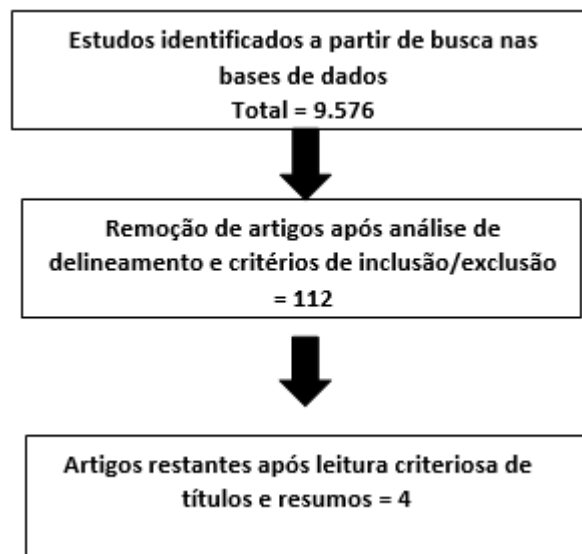 Estudos identificados a partir de busca nas
bases de dados
Total = 9.576
Remoção de artigos após análise de
delineamento e critérios de inclusão/exclusão
= 112
Artigos restantes após leitura criteriosa de
títulos e resumos = 4